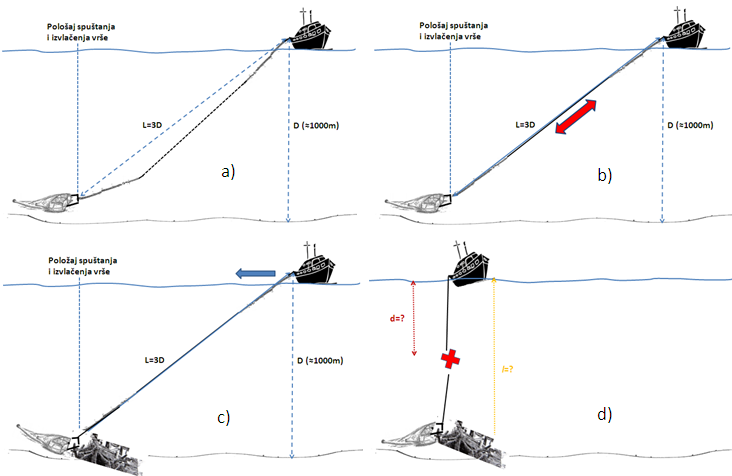 Položaj spuštanja
i izvlačenja vrše
L=3D
D (≈1000m)
a)
Položaj spuštanja
i izvlačenja vrše
L=3D
D (≈1000m)
b)
Položaj spuštanja
i izvlačenja vrše
L=3D
D (≈1000m)
c)
d=?
l=?
d)